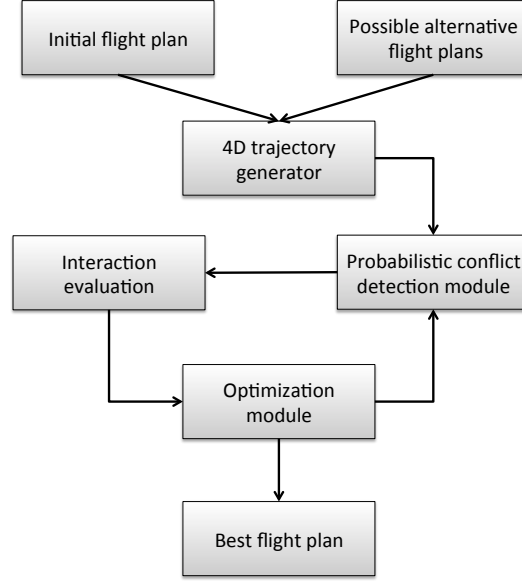 Initial flight plan
Possible alternative
flight plans
4D trajectory
generator
Interaction
evaluation
Probabilistic conflict
detection module
Optimization
module
Best flight plan